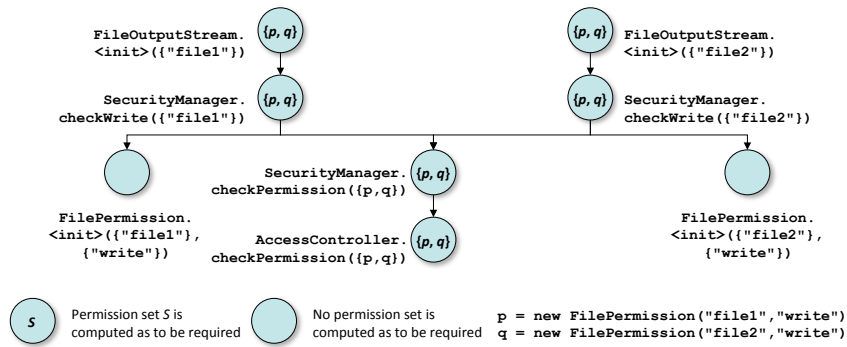 FileOutputStream.
<init>({"file1"})
{p, q}
{p, q}
FileOutputStream.
<init>({"file2"})
SecurityManager.
checkWrite({"file1"})
{p, q}
{p, q}
SecurityManager.
checkWrite({"file2"})
FilePermission.
<init>({"file1"},
{"write"})
SecurityManager.
checkPermission({p,q})
{p, q}
AccessController.
checkPermission({p,q})
{p, q}
FilePermission.
<init>({"file2"},
{"write"})
S
Permission set S is
computed as to be required
No permission set is
computed as to be required
p = new FilePermission("file1","write")
q = new FilePermission("file2","write")